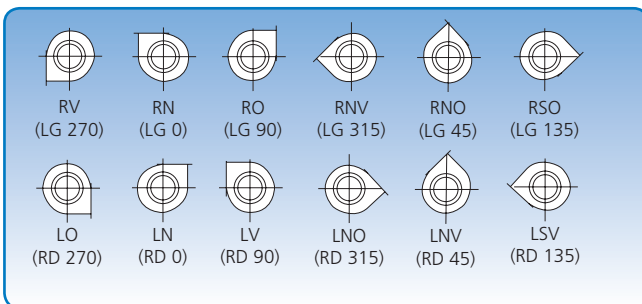 RV RN RO RNV RNO RSO
(LG 270) (LG 0) (LG 90) (LG 315) (LG 45) (LG 135)
LO LN LV LNO LNV LSV
(RD 270) (RD 0) (RD 90) (RD 315) (RD 45) (RD 135)